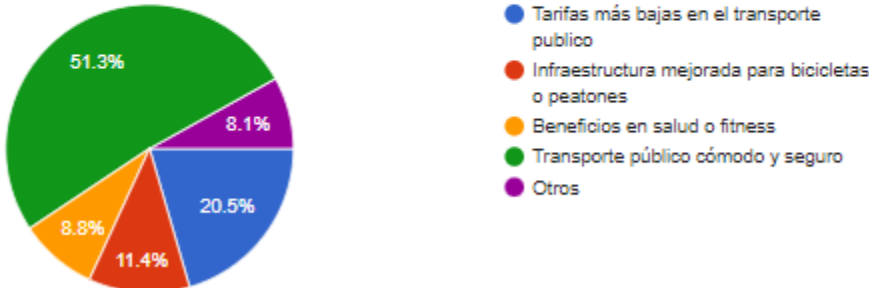 51.3%
8.1%
20.5%
8.8%
11.4%
Tarifas más bajas en el transporte
publico
Infraestructura mejorada para bicicletas
o peatones
Beneficios en salud o fitness
Transporte público cómodo y seguro
Otros